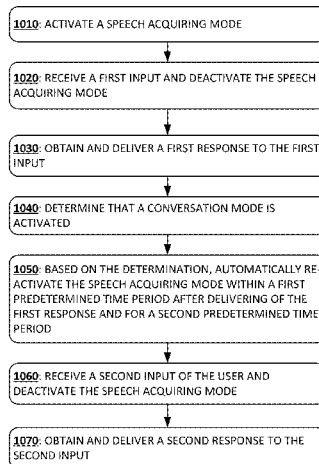 1010: ACTIVATE A SPEECH ACQUIRING MODE
1020: RECEIVE A FIRST INPUT AND DEACTIVATE THE SPEECH
ACQUIRING MODE
1030: OBTAIN AND DELIVER A FIRST RESPONSE TO THE FIRST
INPUT
1040: DETERMINE THAT A CONVERSATION MODE IS
ACTIVATED
1050: BASED ON THE DETERMINATION, AUTOMATICALLY RE-
ACTIVATE THE SPEECH ACQUIRING MODE WITHIN A FIRST
PREDETERMINED TIME PERIOD AFTER DELIVERING OF THE
FIRST RESPONSE AND FOR A SECOND PREDETERMINED TIME
PERIOD
1060: RECEIVE A SECOND INPUT OF THE USER AND
DEACTIVATE THE SPEECH ACQUIRING MODE
1070: OBTAIN AND DELIVER A SECOND RESPONSE TO THE
SECOND INPUT